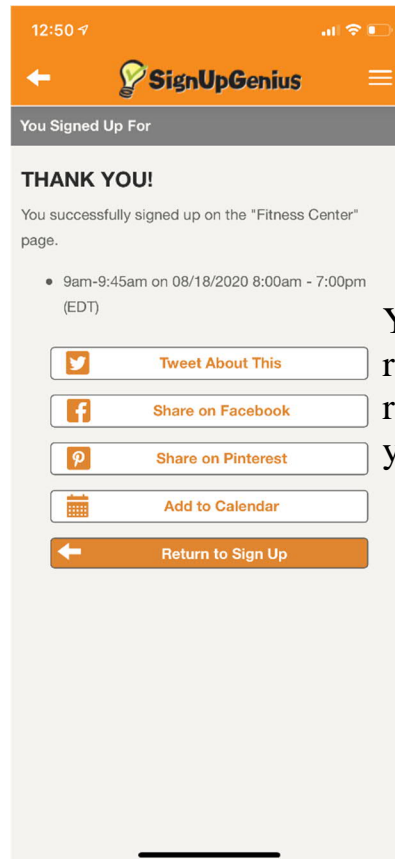 12:50
SignUpGenius
You Signed Up For
THANK YOU!
You successfully signed up on the "Fitness Center"
page.
9am-9:45am on 08/18/2020 8:00am - 7:00pm
(EDT)
Tweet About This
Share on Facebook
Share on Pinterest
Add to Calendar
Return to Sign Up